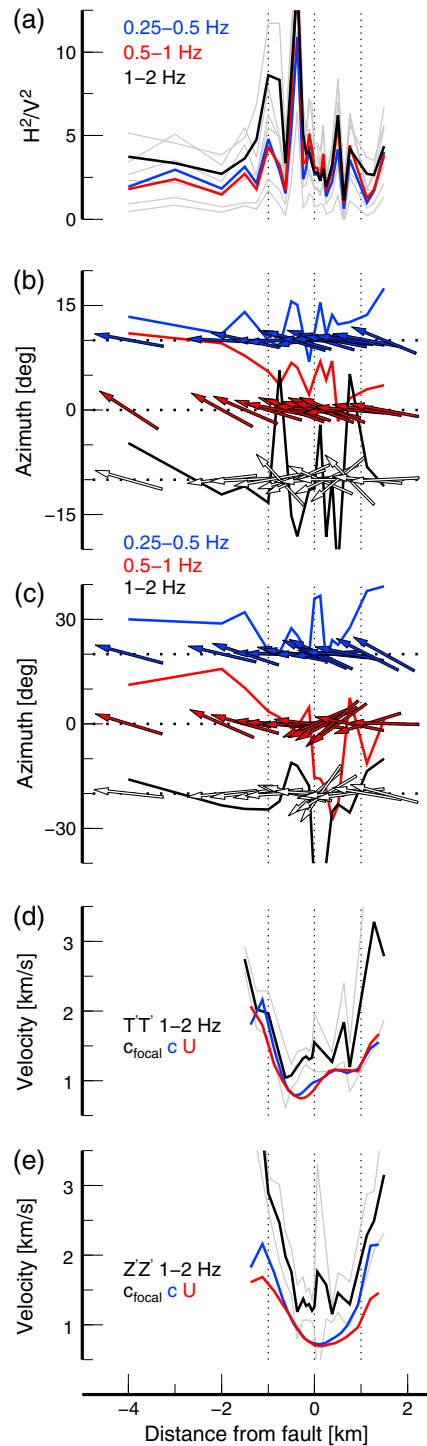 (a)
0.25−0.5 Hz
0.5−1 Hz
1−2 Hz
H²/V²
10
5
0
(b)
Azimuth [deg]
15
0
−15
0.25−0.5 Hz
0.5−1 Hz
1−2 Hz
(c)
Azimuth [deg]
30
0
−30
(d)
Velocity [km/s]
3
2
1
T'T' 1−2 Hz
c_focal c U
(e)
Velocity [km/s]
3
2
1
Z'Z' 1−2 Hz
c_focal c U
−4 −2 0 2
Distance from fault [km]